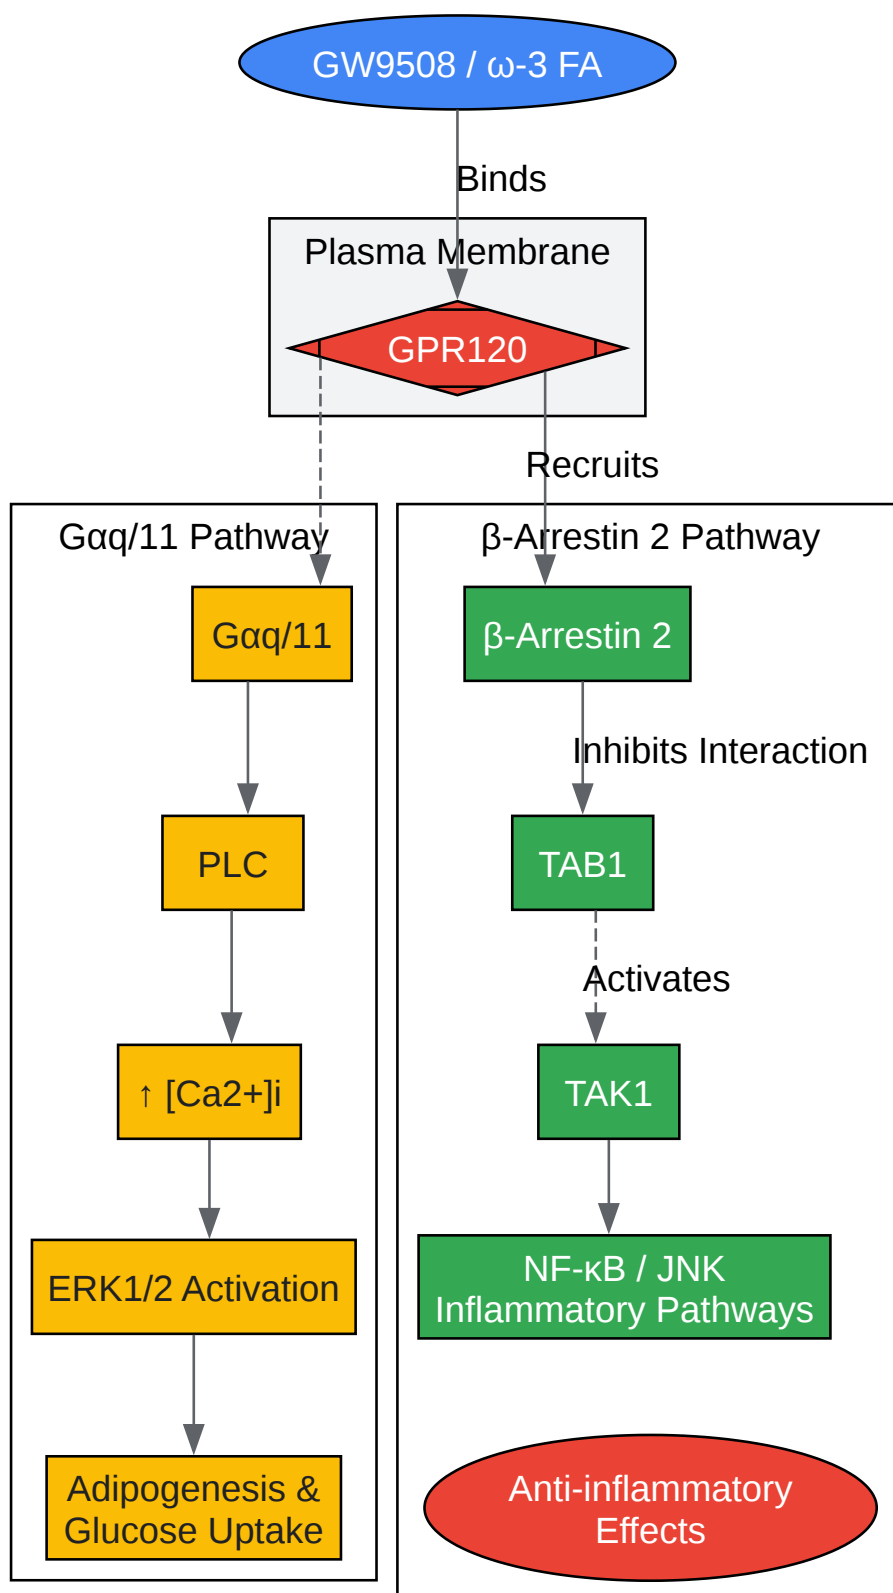 GW9508 / ω-3 FA
Binds
Plasma Membrane
GPR120
Recruits
Gαq/11 Pathway
Gαq/11
PLC
↑ [Ca2+]i
ERK1/2 Activation
Adipogenesis &
Glucose Uptake
β-Arrestin 2 Pathway
β-Arrestin 2
Inhibits Interaction
TAB1
Activates
TAK1
NF-κB / JNK
Inflammatory Pathways
Anti-inflammatory
Effects